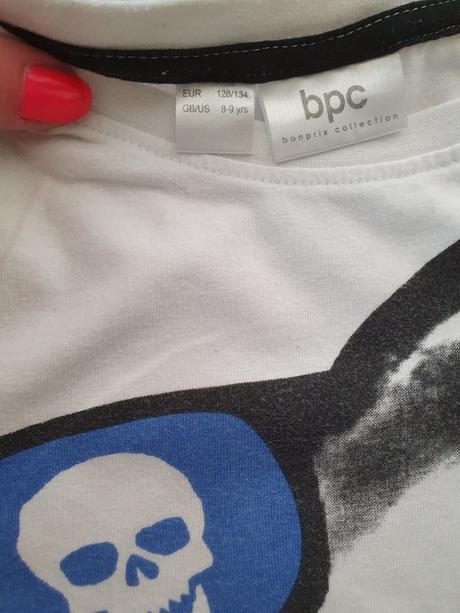 EUR 128/134
GB/US 8-9 yrs
bpc
bonprix collection